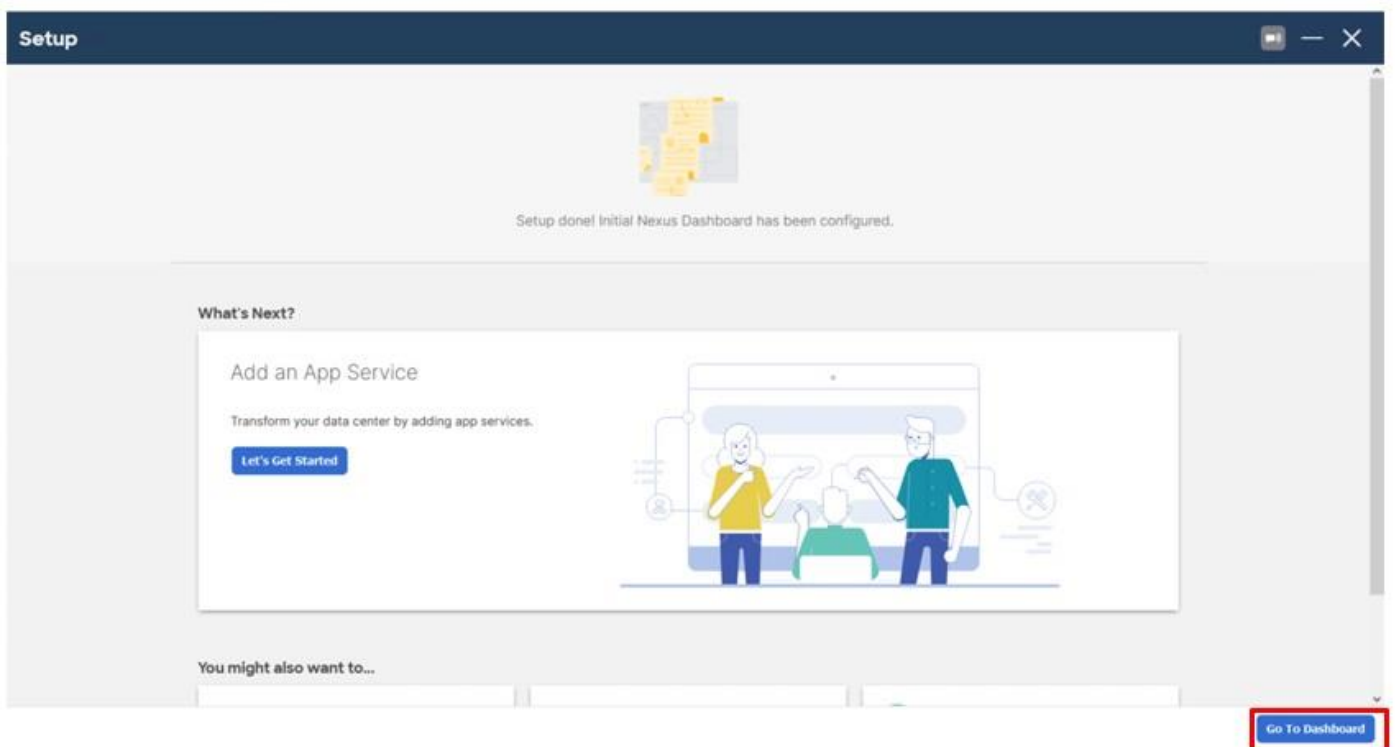 Setup
Setup done! Initial Nexus Dashboard has been configured.
What's Next?
Add an App Service
Transform your data center by adding app services.
Let's Get Started
You might also want to...
Go To Dashboard